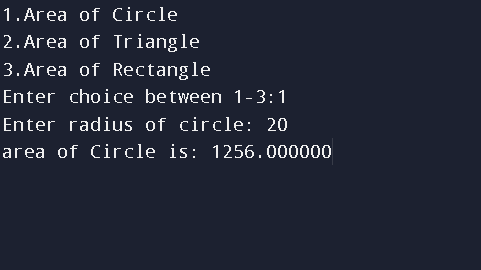 1.Area of Circle
2.Area of Triangle
3.Area of Rectangle
Enter choice between 1-3:1
Enter radius of circle: 20
area of Circle is: 1256.000000